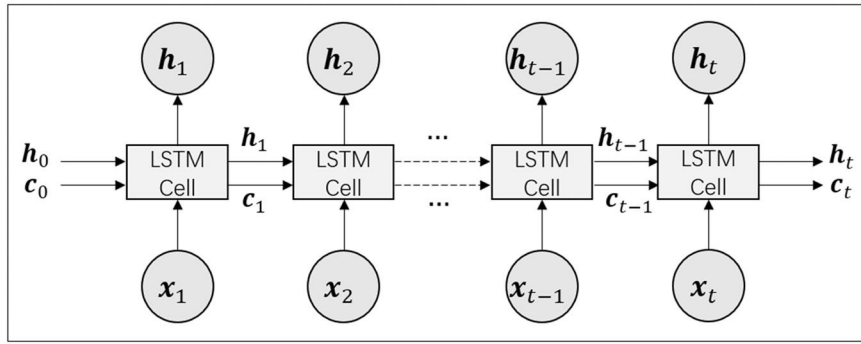 h₁ h₂ hₜ₋₁ hₜ
... 
h₁ hₜ₋₁
h₀ LSTM LSTM LSTM LSTM hₜ
c₀ Cell Cell Cell Cell cₜ
c₁ ... cₜ₋₁
x₁ x₂ xₜ₋₁ xₜ